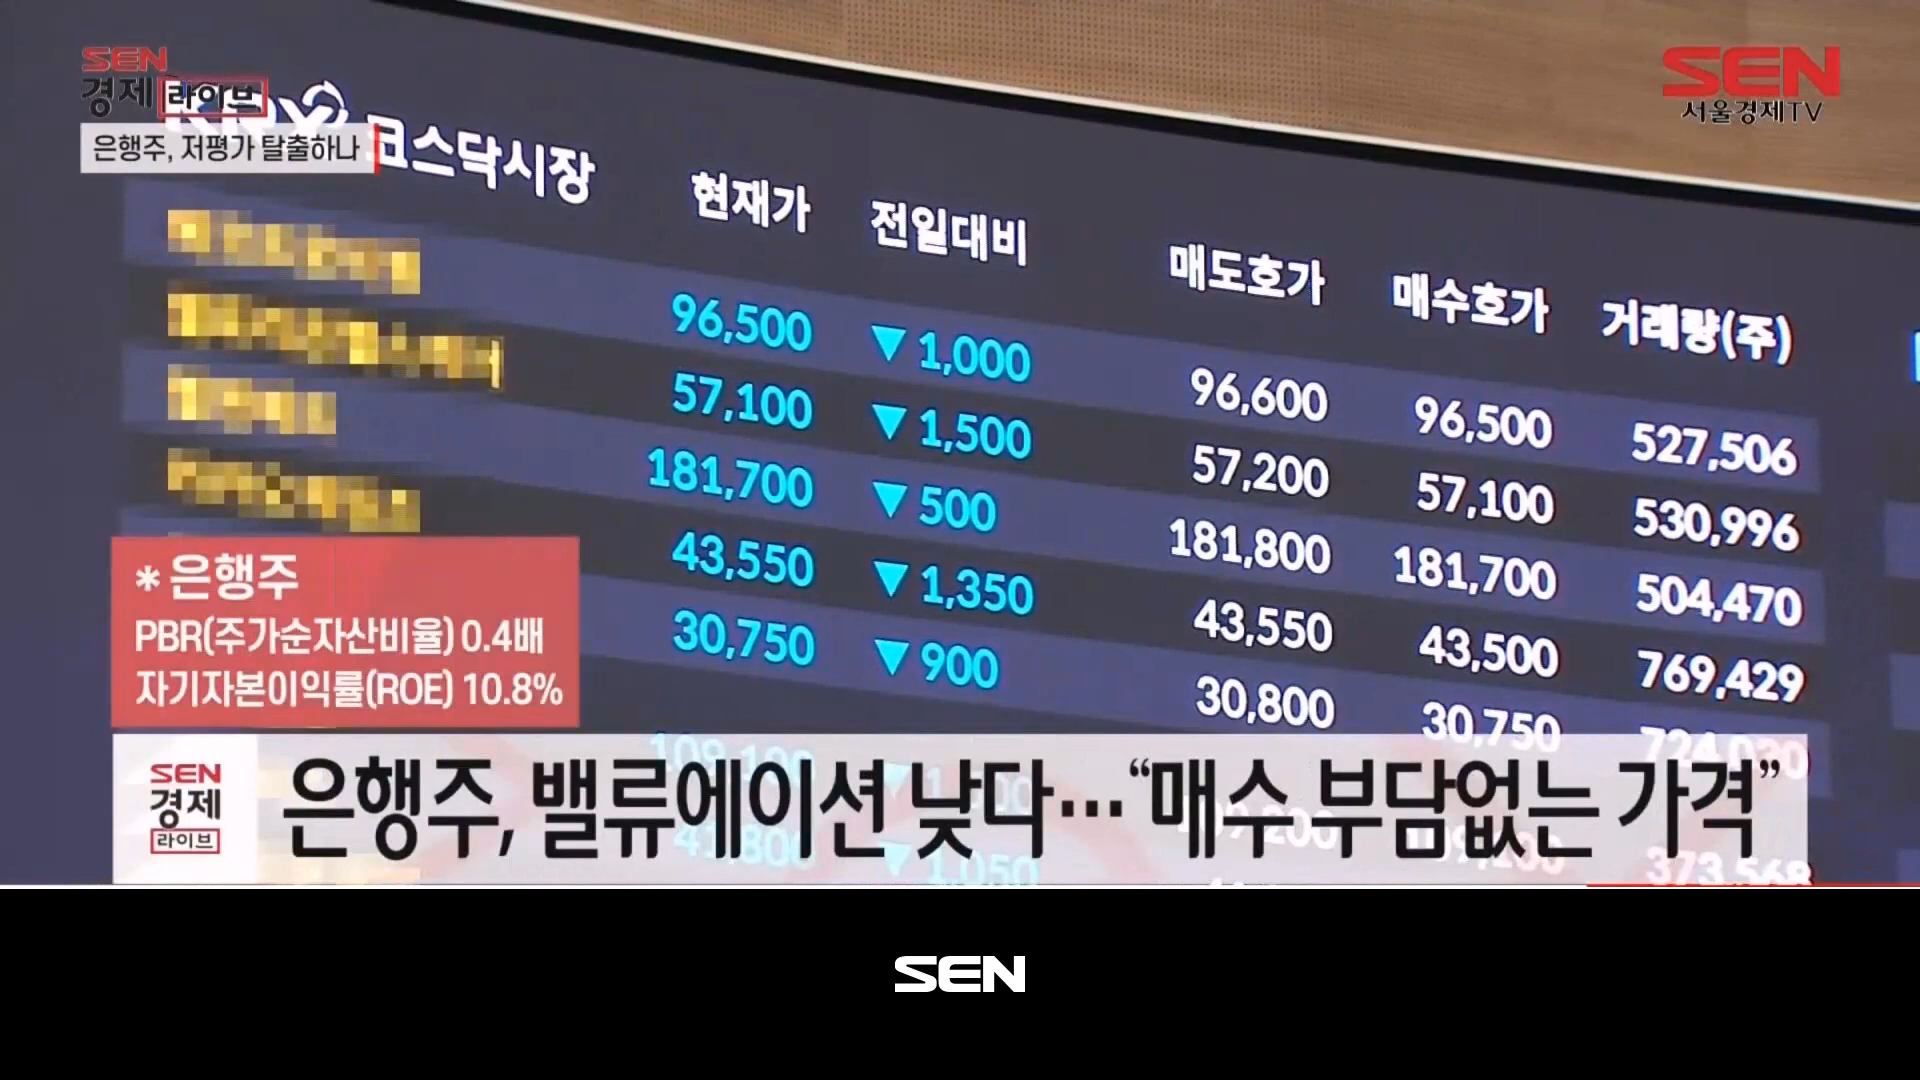 SEN
경제 라이브
은행주, 저평가 탈출하나
SEN
서울경제TV
코스닥시장 현재가 전일대비 매도호가 매수호가 거래량(주)
96,500 ▼1,000 96,600 96,500 527,506
57,100 ▼1,500 57,200 57,100 530,996
181,700 ▼500 181,800 181,700 504,470
43,550 ▼1,350 43,550 43,500 769,429
30,750 ▼900 30,800 30,750
* 은행주
PBR(주가순자산비율) 0.4배
자기자본이익률(ROE) 10.8%
SEN
경제
라이브
은행주, 밸류에이션 낮다…“매수 부담없는 가격”
SEN